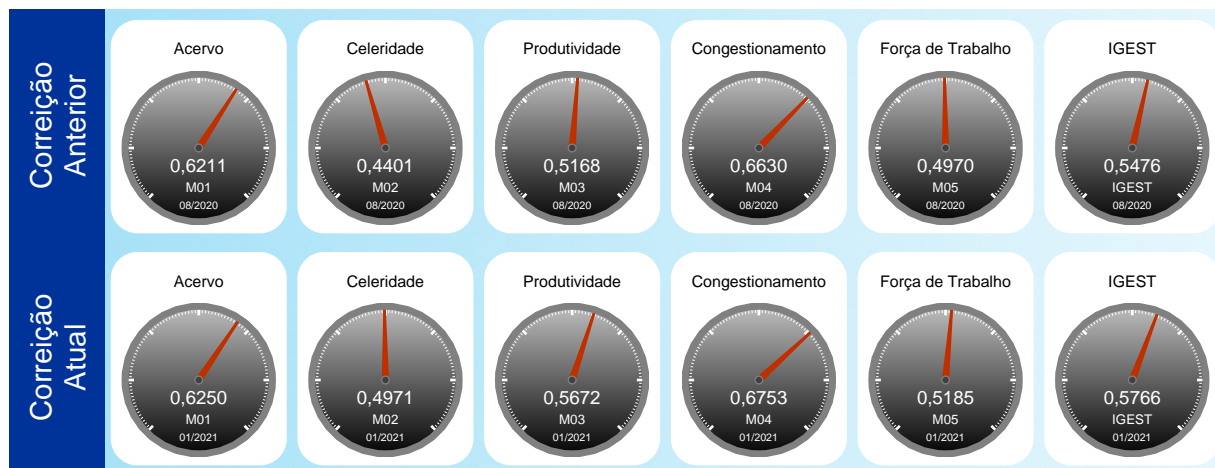 Correição
Anterior
Acervo
0,6211
M01
08/2020
Celeridade
0,4401
M02
08/2020
Produtividade
0,5168
M03
08/2020
Congestionamento
0,6630
M04
08/2020
Força de Trabalho
0,4970
M05
08/2020
IGEST
0,5476
IGEST
08/2020
Correição
Atual
Acervo
0,6250
M01
01/2021
Celeridade
0,4971
M02
01/2021
Produtividade
0,5672
M03
01/2021
Congestionamento
0,6753
M04
01/2021
Força de Trabalho
0,5185
M05
01/2021
IGEST
0,5766
IGEST
01/2021